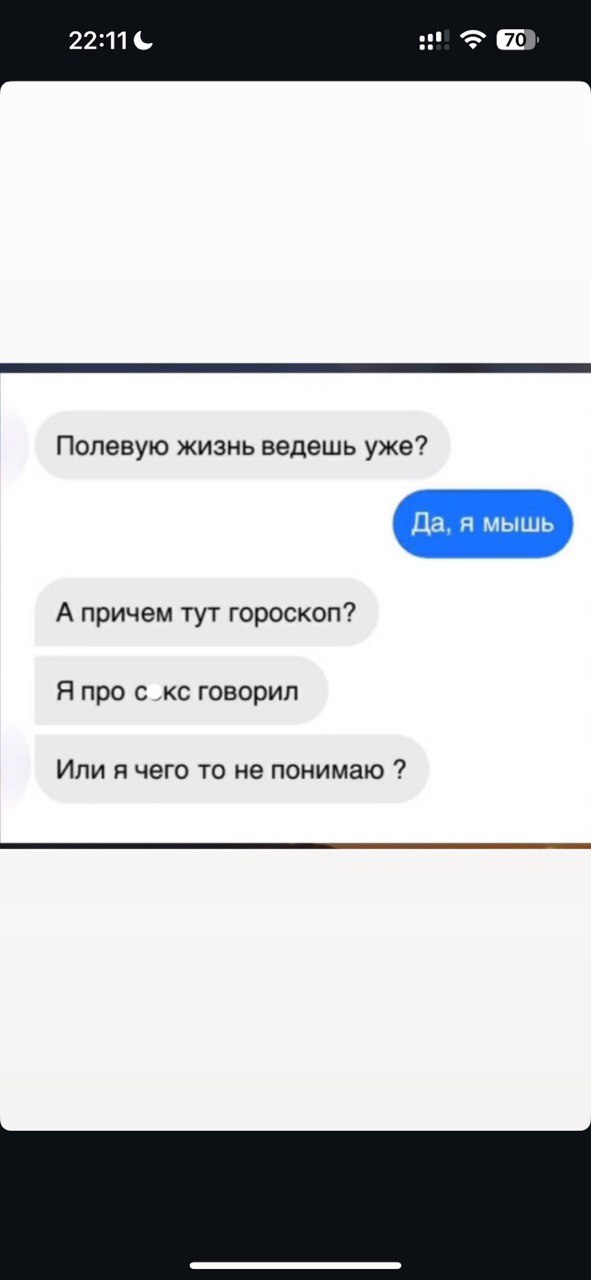 22:11
70
Полевую жизнь ведешь уже?
Да, я мышь
А причем тут гороскоп?
Я про с кс говорил
Или я чего то не понимаю ?